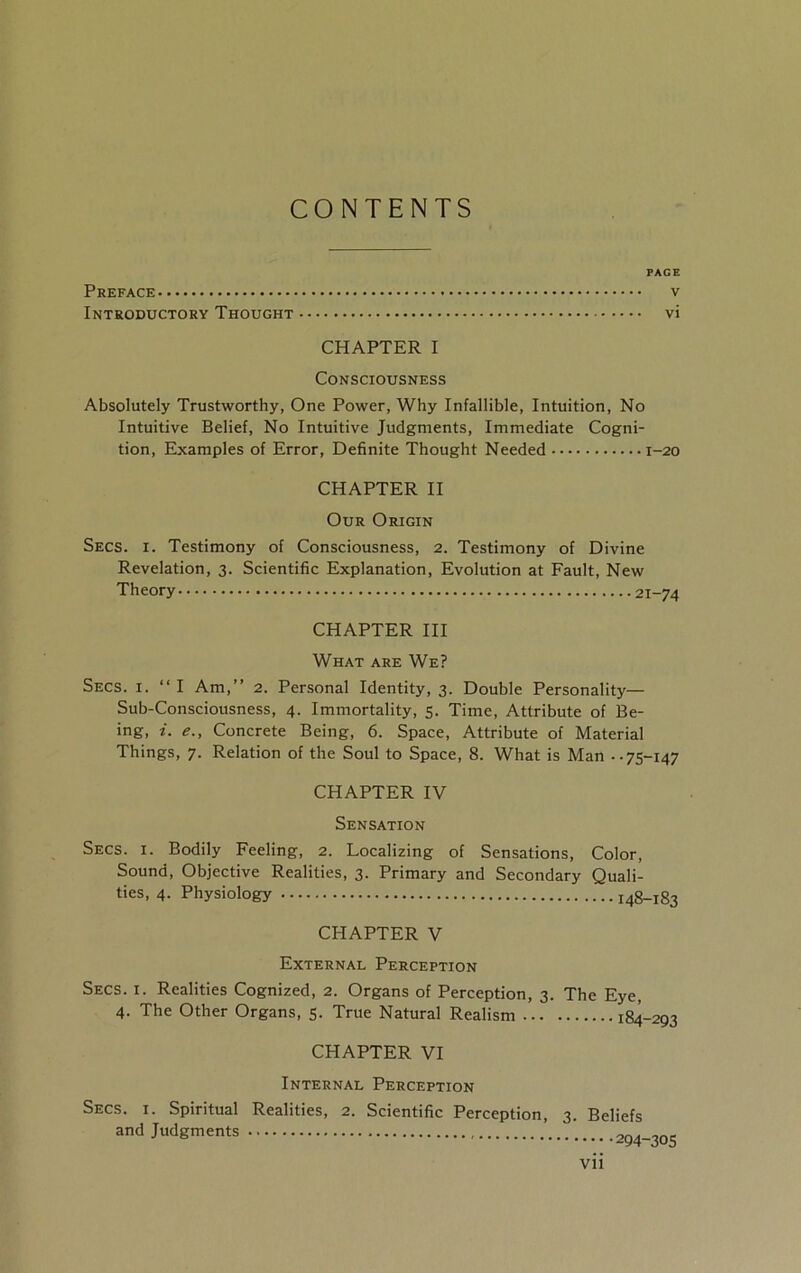 CONTENTS
PAGE
PREFACE v
INTRODUCTORY THOUGHT vi
CHAPTER I
CONSCIOUSNESS
Absolutely Trustworthy, One Power, Why Infallible, Intuition, No
Intuitive Belief, No Intuitive Judgments, Immediate Cogni-
tion, Examples of Error, Definite Thought Needed 1-20
CHAPTER II
OUR ORIGIN
SECS. 1. Testimony of Consciousness, 2. Testimony of Divine
Revelation, 3. Scientific Explanation, Evolution at Fault, New
Theory 21-74
CHAPTER III
WHAT ARE WE?
SECS. 1. “I Am,” 2. Personal Identity, 3. Double Personality—
Sub-Consciousness, 4. Immortality, 5. Time, Attribute of Be-
ing, i. e., Concrete Being, 6. Space, Attribute of Material
Things, 7. Relation of the Soul to Space, 8. What is Man ··75-147
CHAPTER IV
SENSATION
SECS. 1. Bodily Feeling, 2. Localizing of Sensations, Color,
Sound, Objective Realities, 3. Primary and Secondary Quali-
ties, 4. Physiology 148-183
CHAPTER V
EXTERNAL PERCEPTION
SECS. 1. Realities Cognized, 2. Organs of Perception, 3. The Eye,
4. The Other Organs, 5. True Natural Realism 184-293
CHAPTER VI
INTERNAL PERCEPTION
SECS. 1. Spiritual Realities, 2. Scientific Perception, 3. Beliefs
and Judgments 294-305
vii